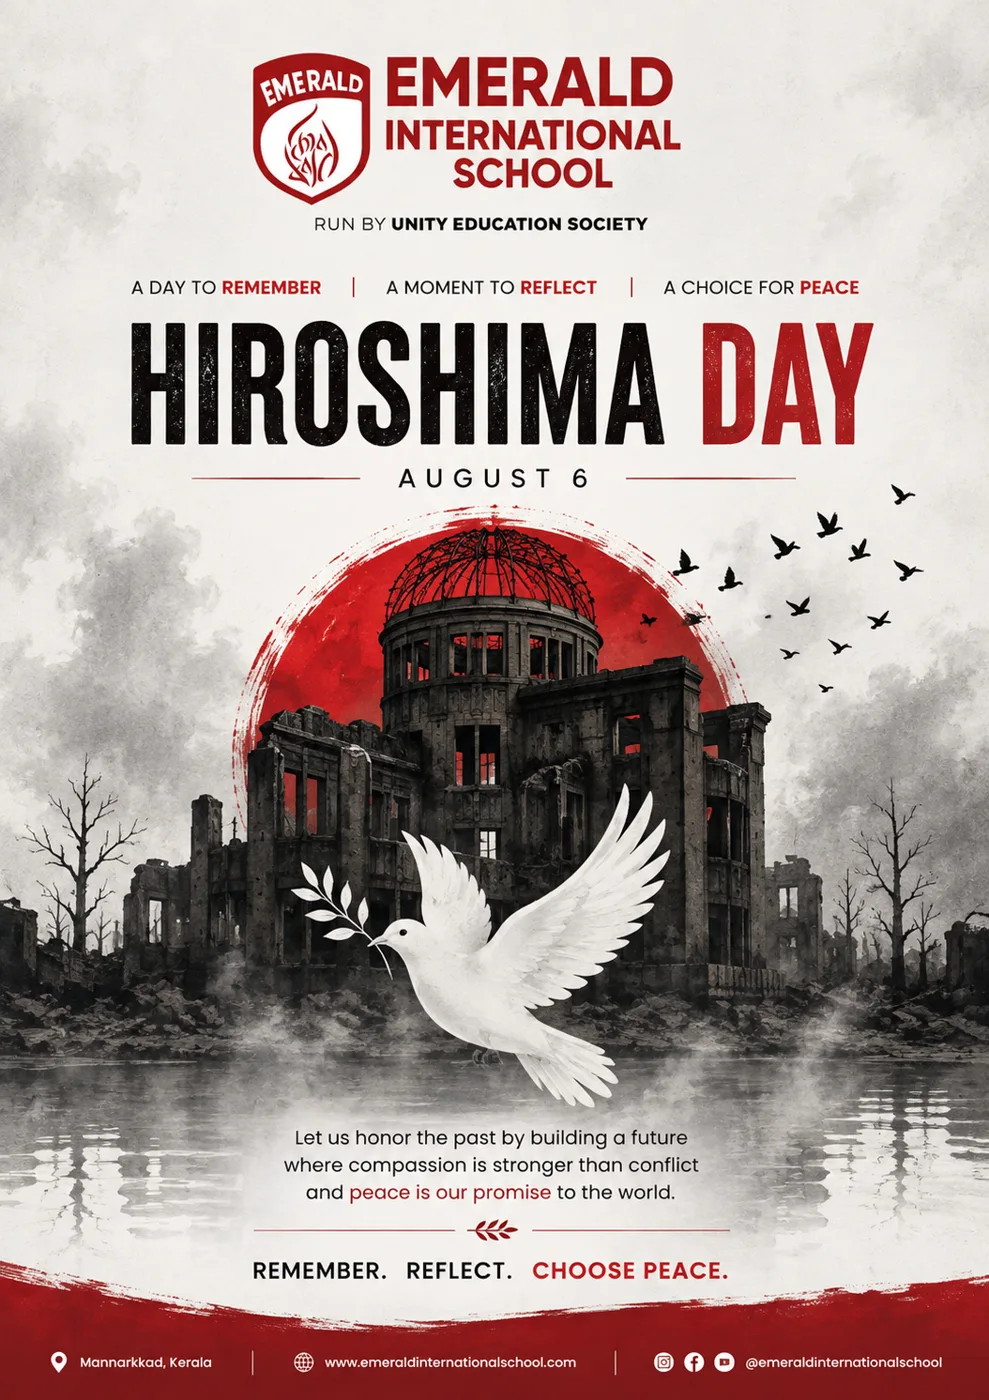 EMERALD
EMERALD
INTERNATIONAL
SCHOOL
RUN BY UNITY EDUCATION SOCIETY
A DAY TO REMEMBER | A MOMENT TO REFLECT | A CHOICE FOR PEACE
HIROSHIMA DAY
AUGUST 6
Let us honor the past by building a future
where compassion is stronger than conflict
and peace is our promise to the world.
REMEMBER. REFLECT. CHOOSE PEACE.
Mannarkkad, Kerala | www.emeraldinternationalschool.com | @emeraldinternationalschool